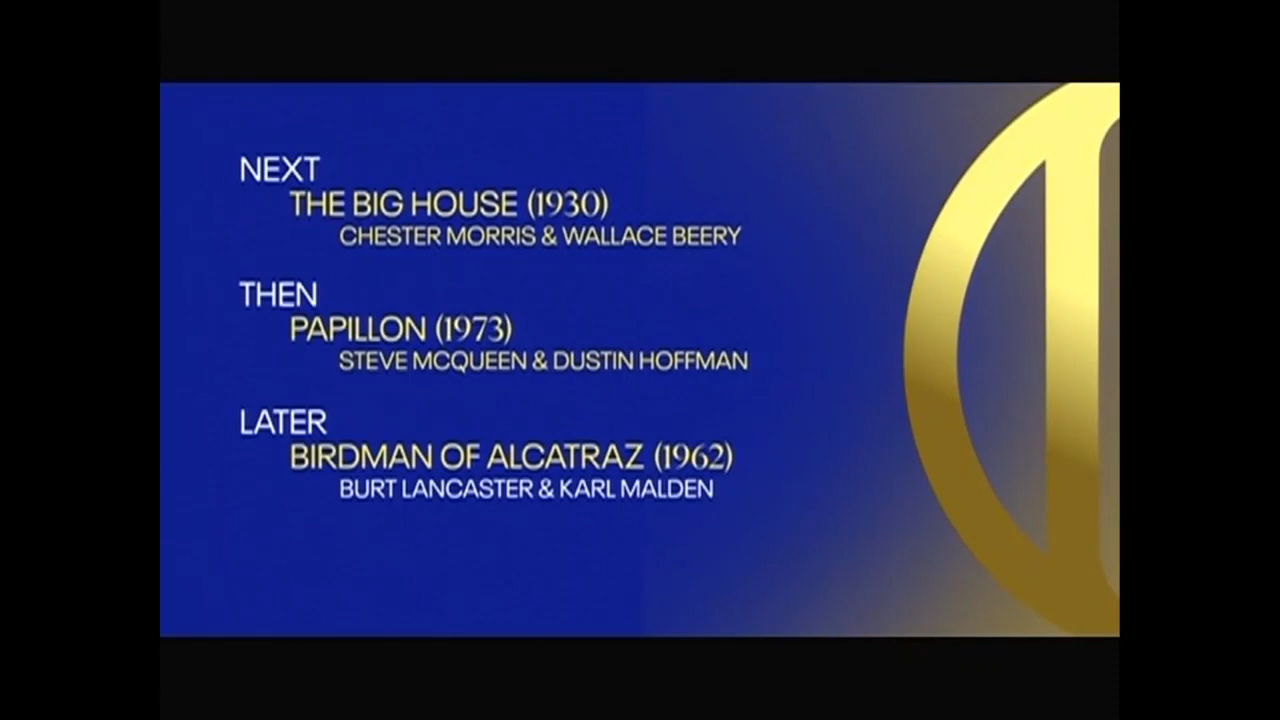 NEXT
THE BIG HOUSE (1930)
CHESTER MORRIS & WALLACE BEERY
THEN
PAPILLON (1973)
STEVE MCQUEEN & DUSTIN HOFFMAN
LATER
BIRDMAN OF ALCATRAZ (1962)
BURT LANCASTER & KARL MALDEN